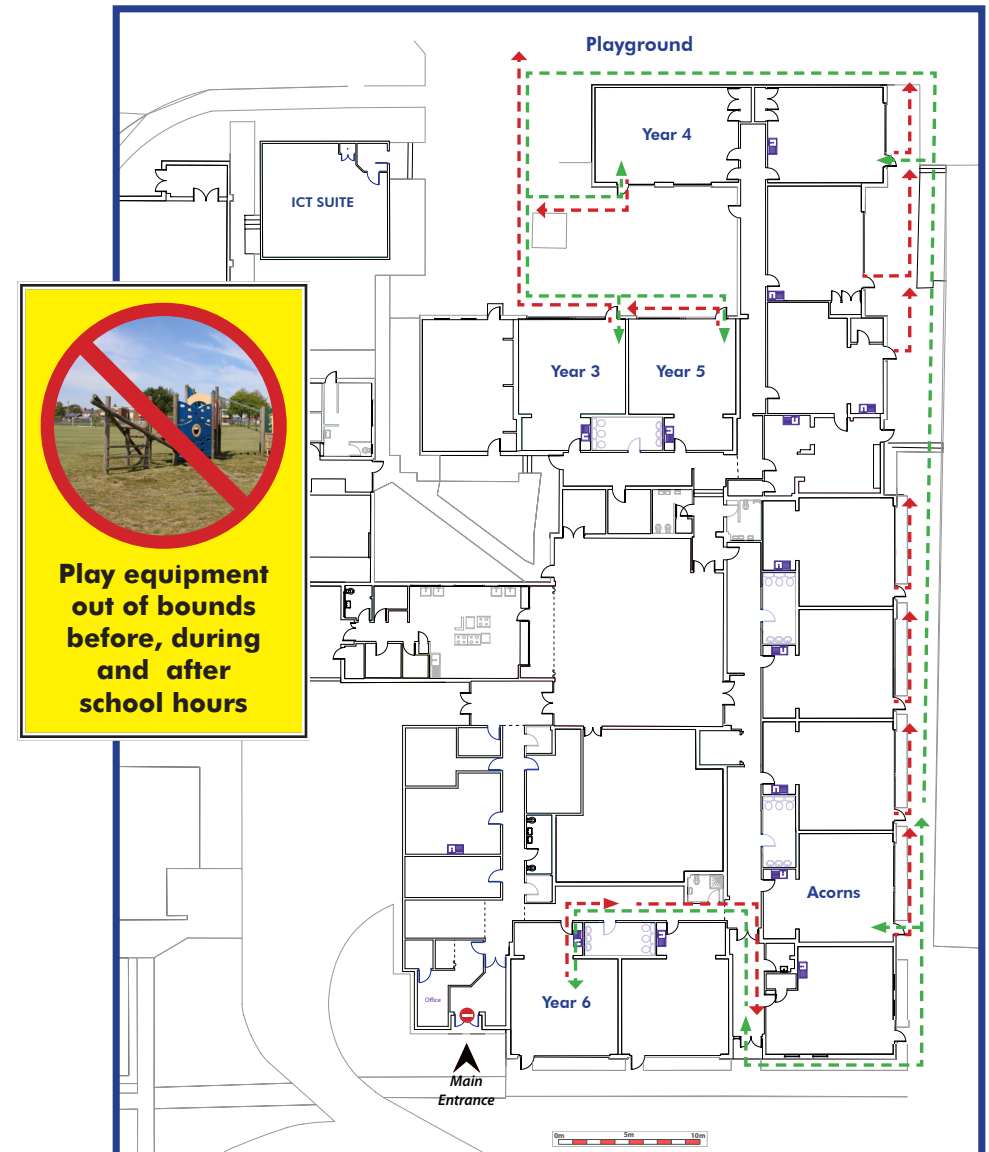 Playground
Year 4
ICT SUITE
Year 3
Year 5
Play equipment
out of bounds
before, during
and after
school hours
Acorns
Year 6
Office
Main
Entrance
0m 5m 10m